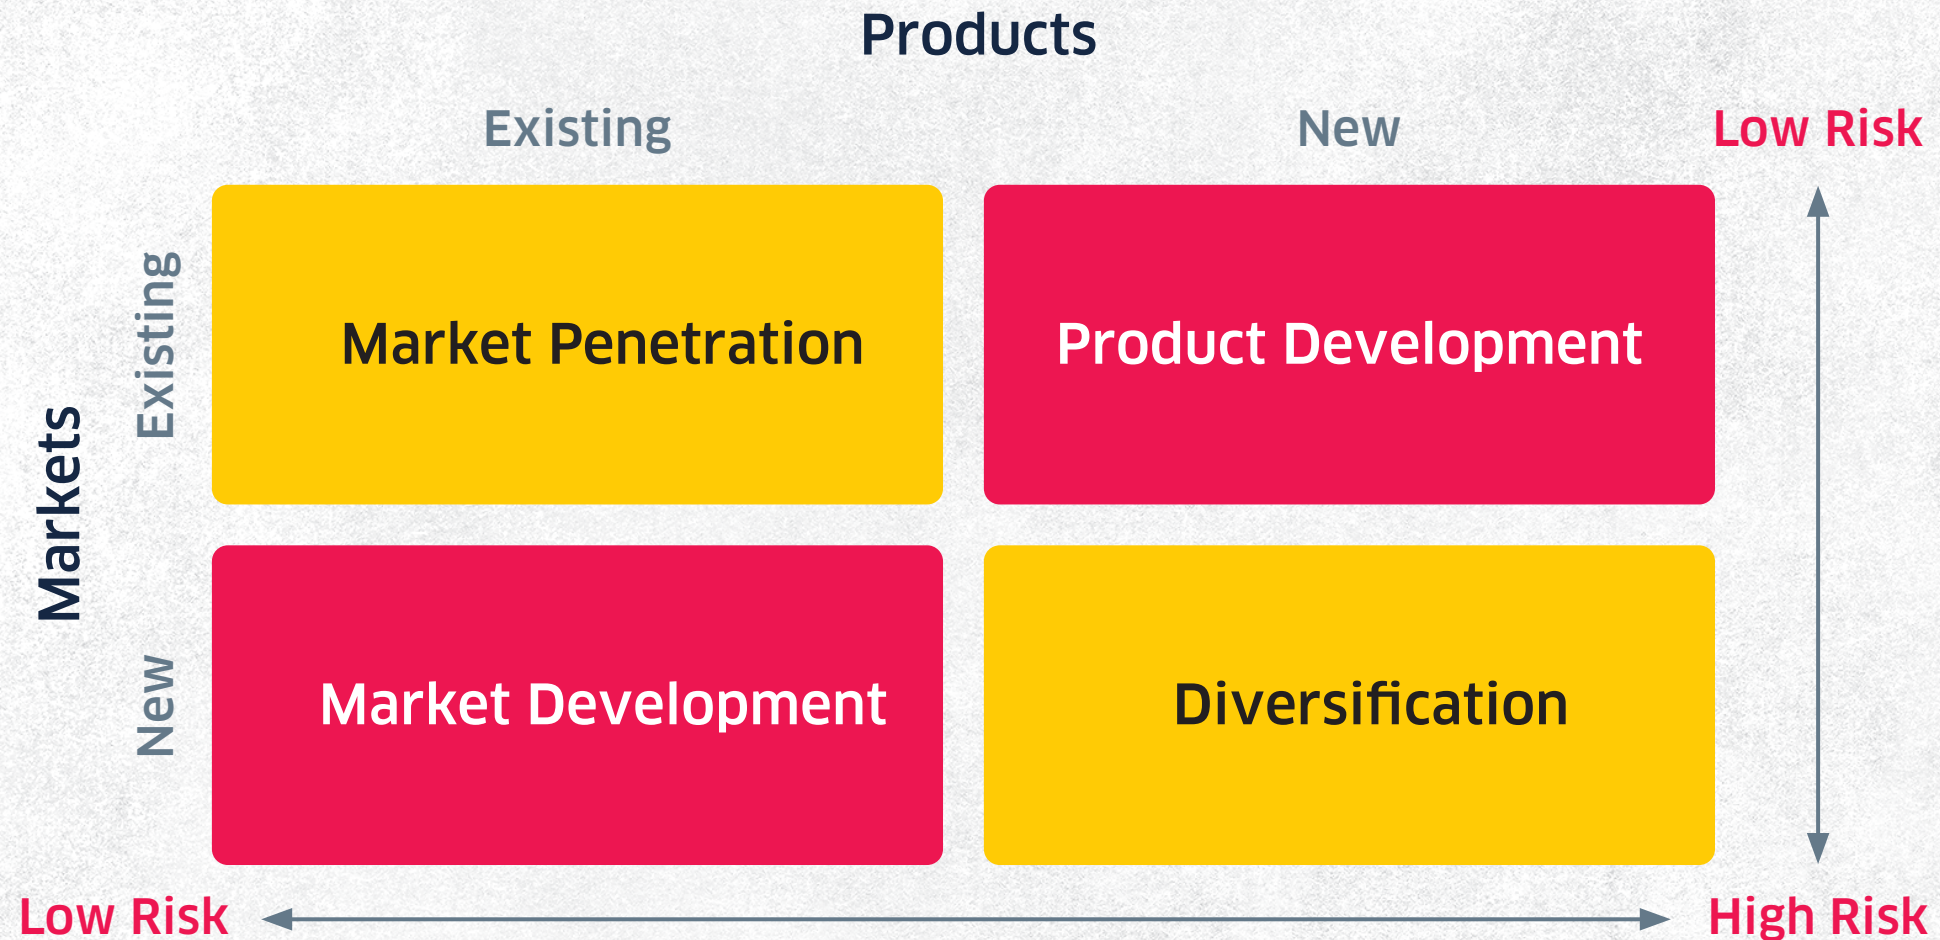 Products
Existing
New
Low Risk
Markets
Existing
Market Penetration
Product Development
New
Market Development
Diversification
Low Risk
High Risk